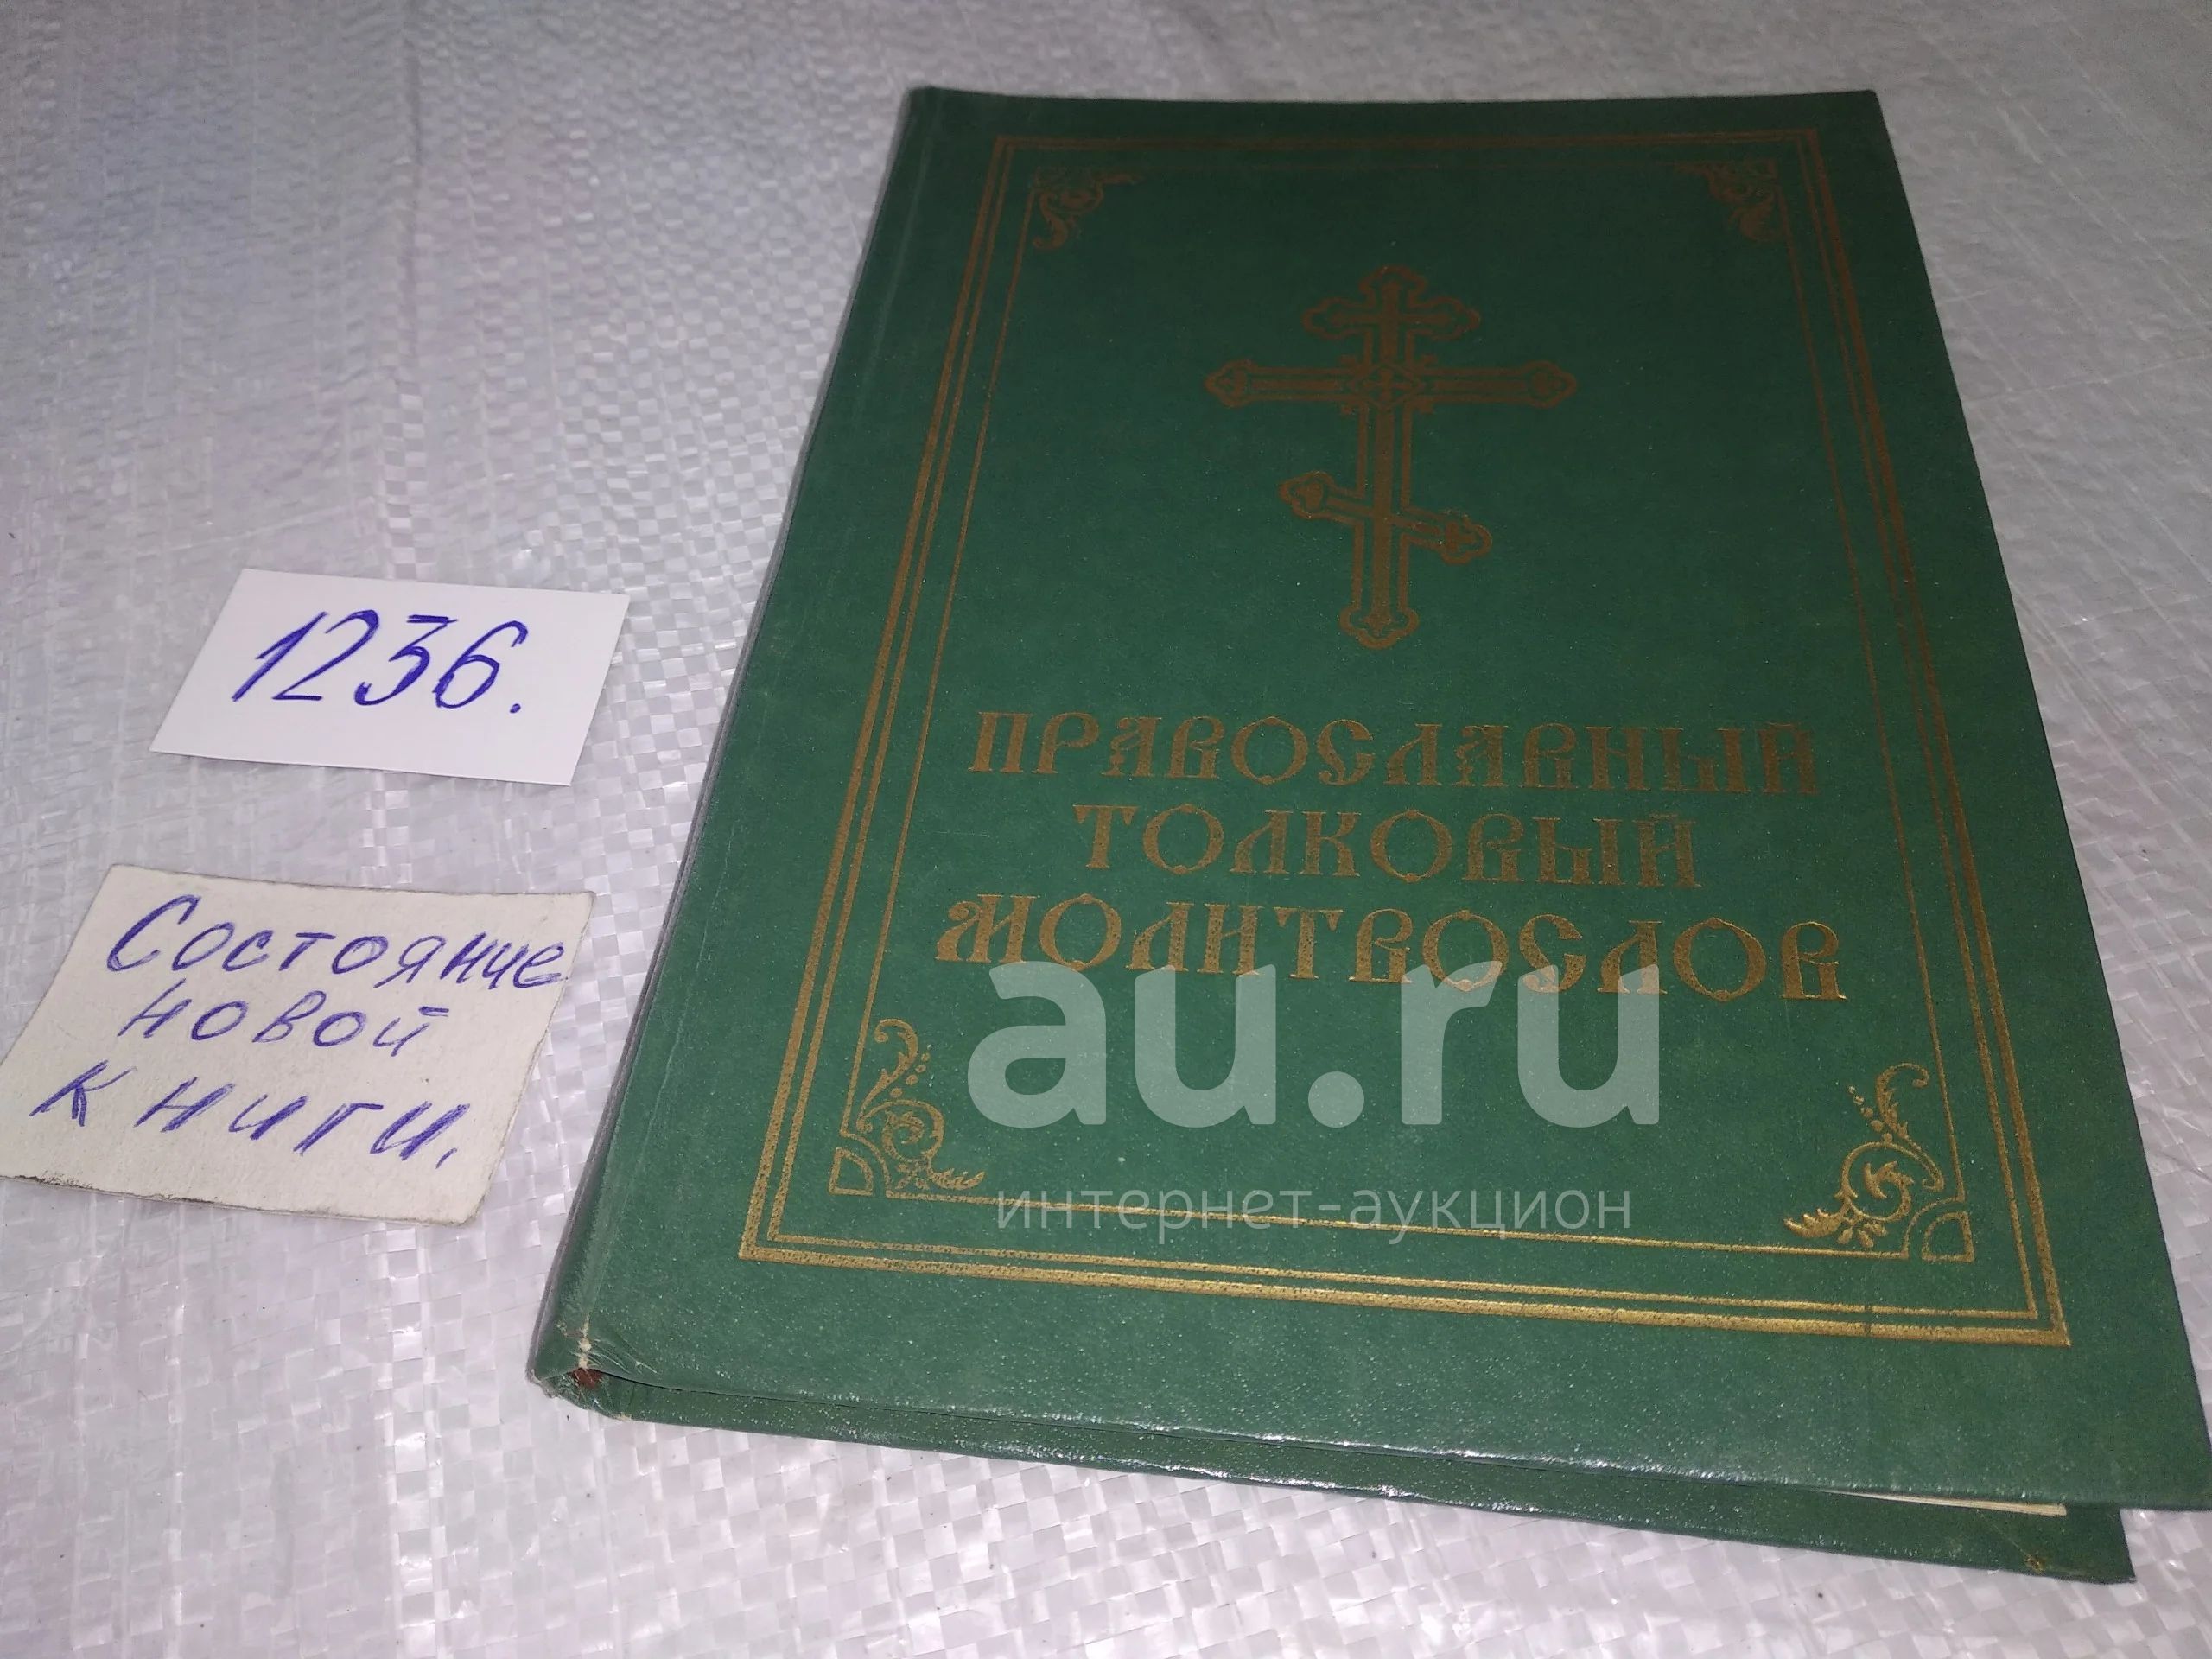 1236.
Состояние
новой
книги.
ПРАВОСЛАВНЫЙ
ТОЛКОВЫЙ
МОЛИТВОСЛОВ
au.ru
интернет-аукцион